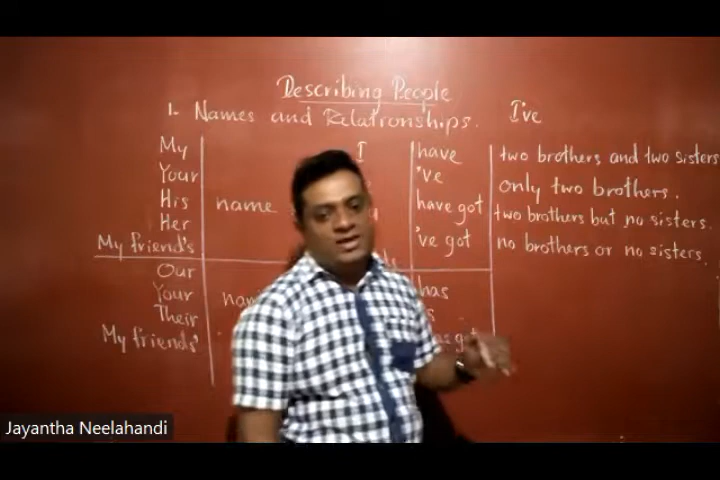 Describing People
1. Names and Relationships. I've
My I have two brothers and two sisters
Your 've only two brothers.
His name have got two brothers but no sisters.
Her 've got no brothers or no sisters.
My friend's
Our
Your has
Their
My friends'
Jayantha Neelahandi